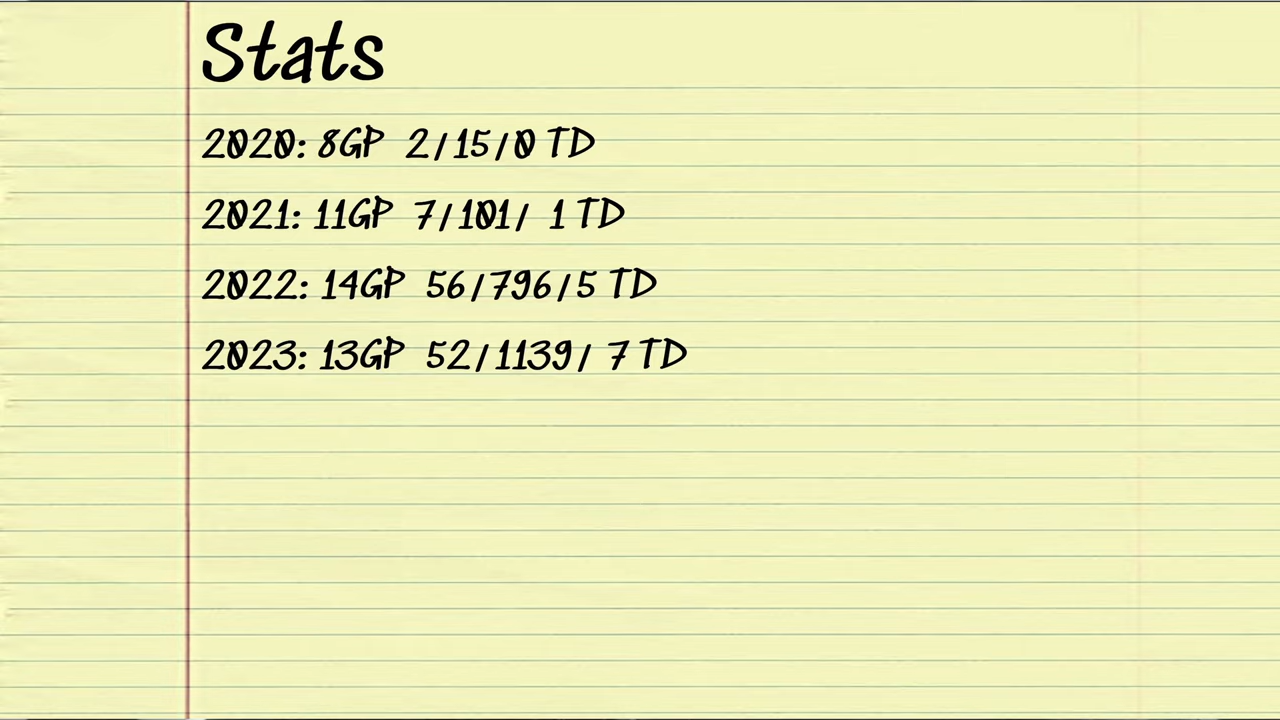 Stats
2020: 8GP 2/15/0 TD
2021: 11GP 7/101/ 1 TD
2022: 14GP 56/796/5 TD
2023: 13GP 52/1139/ 7 TD